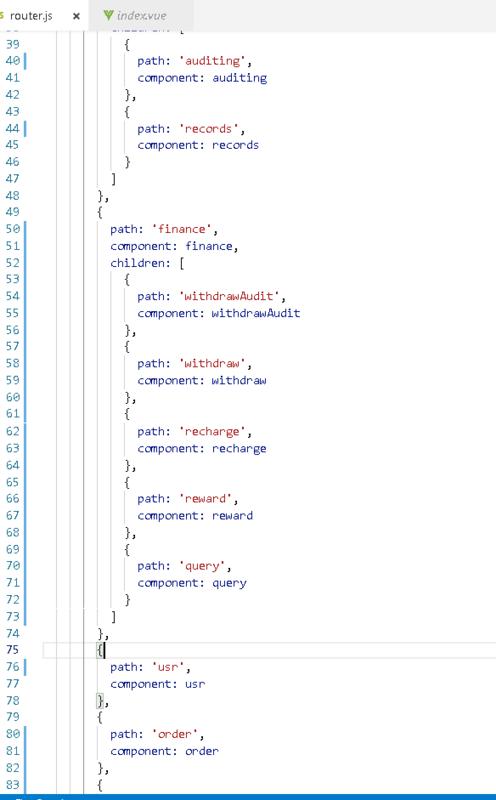 router.js × index.vue
39 {
40 path: 'auditing',
41 component: auditing
42 },
43 {
44 path: 'records',
45 component: records
46 }
47 ]
48 },
49 {
50 path: 'finance',
51 component: finance,
52 children: [
53 {
54 path: 'withdrawAudit',
55 component: withdrawAudit
56 },
57 {
58 path: 'withdraw',
59 component: withdraw
60 },
61 {
62 path: 'recharge',
63 component: recharge
64 },
65 {
66 path: 'reward',
67 component: reward
68 },
69 {
70 path: 'query',
71 component: query
72 }
73 ]
74 },
75 {
76 path: 'usr',
77 component: usr
78 },
79 {
80 path: 'order',
81 component: order
82 },
83 {